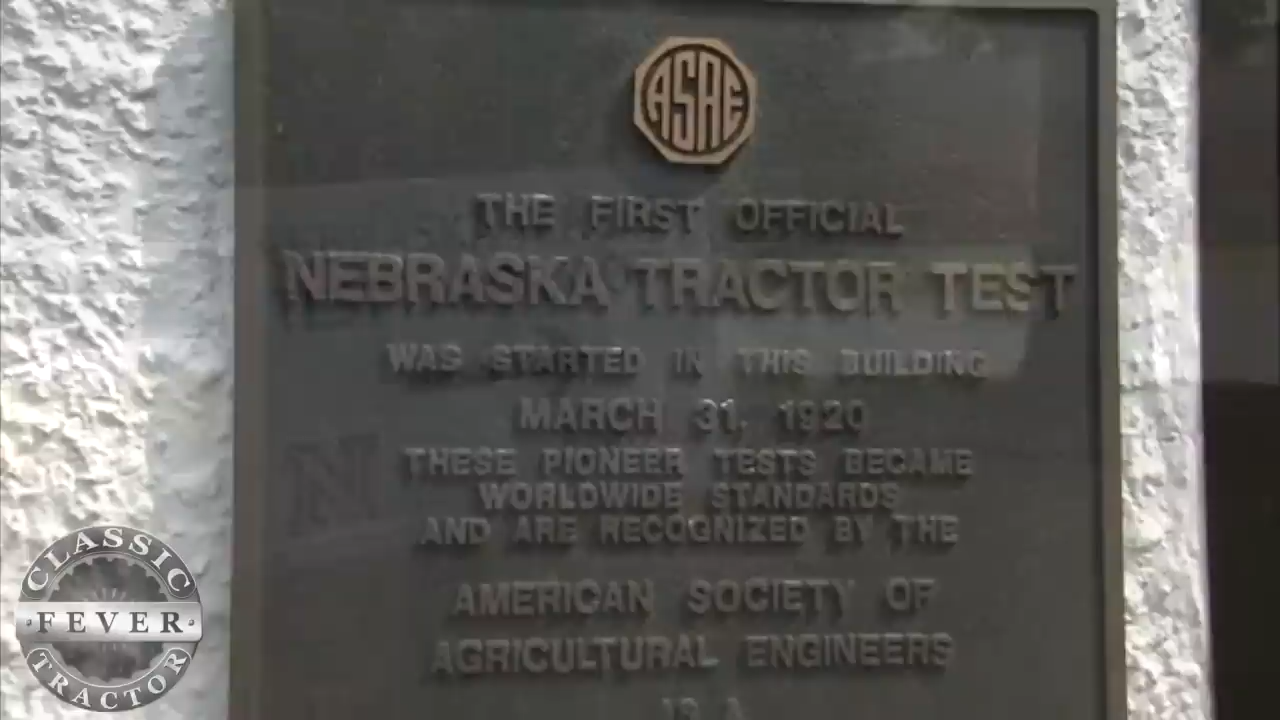 ASAE
THE FIRST OFFICIAL
NEBRASKA TRACTOR TEST
WAS STARTED IN THIS BUILDING
MARCH 31, 1920
THESE PIONEER TESTS BECAME
WORLDWIDE STANDARDS
AND ARE RECOGNIZED BY THE
AMERICAN SOCIETY OF
AGRICULTURAL ENGINEERS
N
CLASSIC
FEVER
TRACTOR